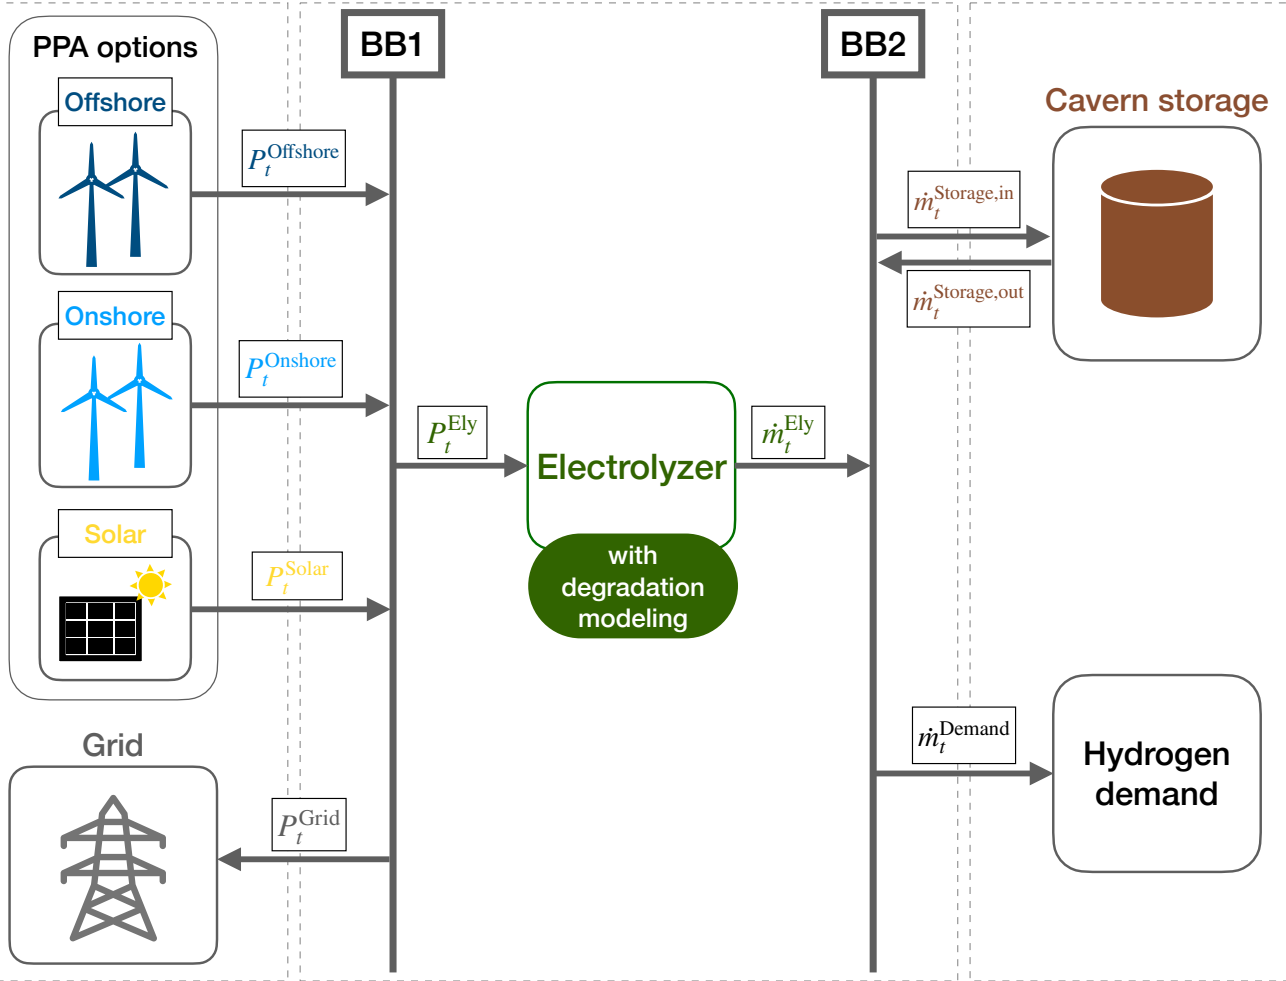 PPA options
BB1
BB2
Offshore
Cavern storage
P_t^Offshore
ṁ_t^Storage,in
ṁ_t^Storage,out
Onshore
P_t^Onshore
P_t^Ely
ṁ_t^Ely
Electrolyzer
with
degradation
modeling
Solar
P_t^Solar
Grid
P_t^Grid
ṁ_t^Demand
Hydrogen
demand